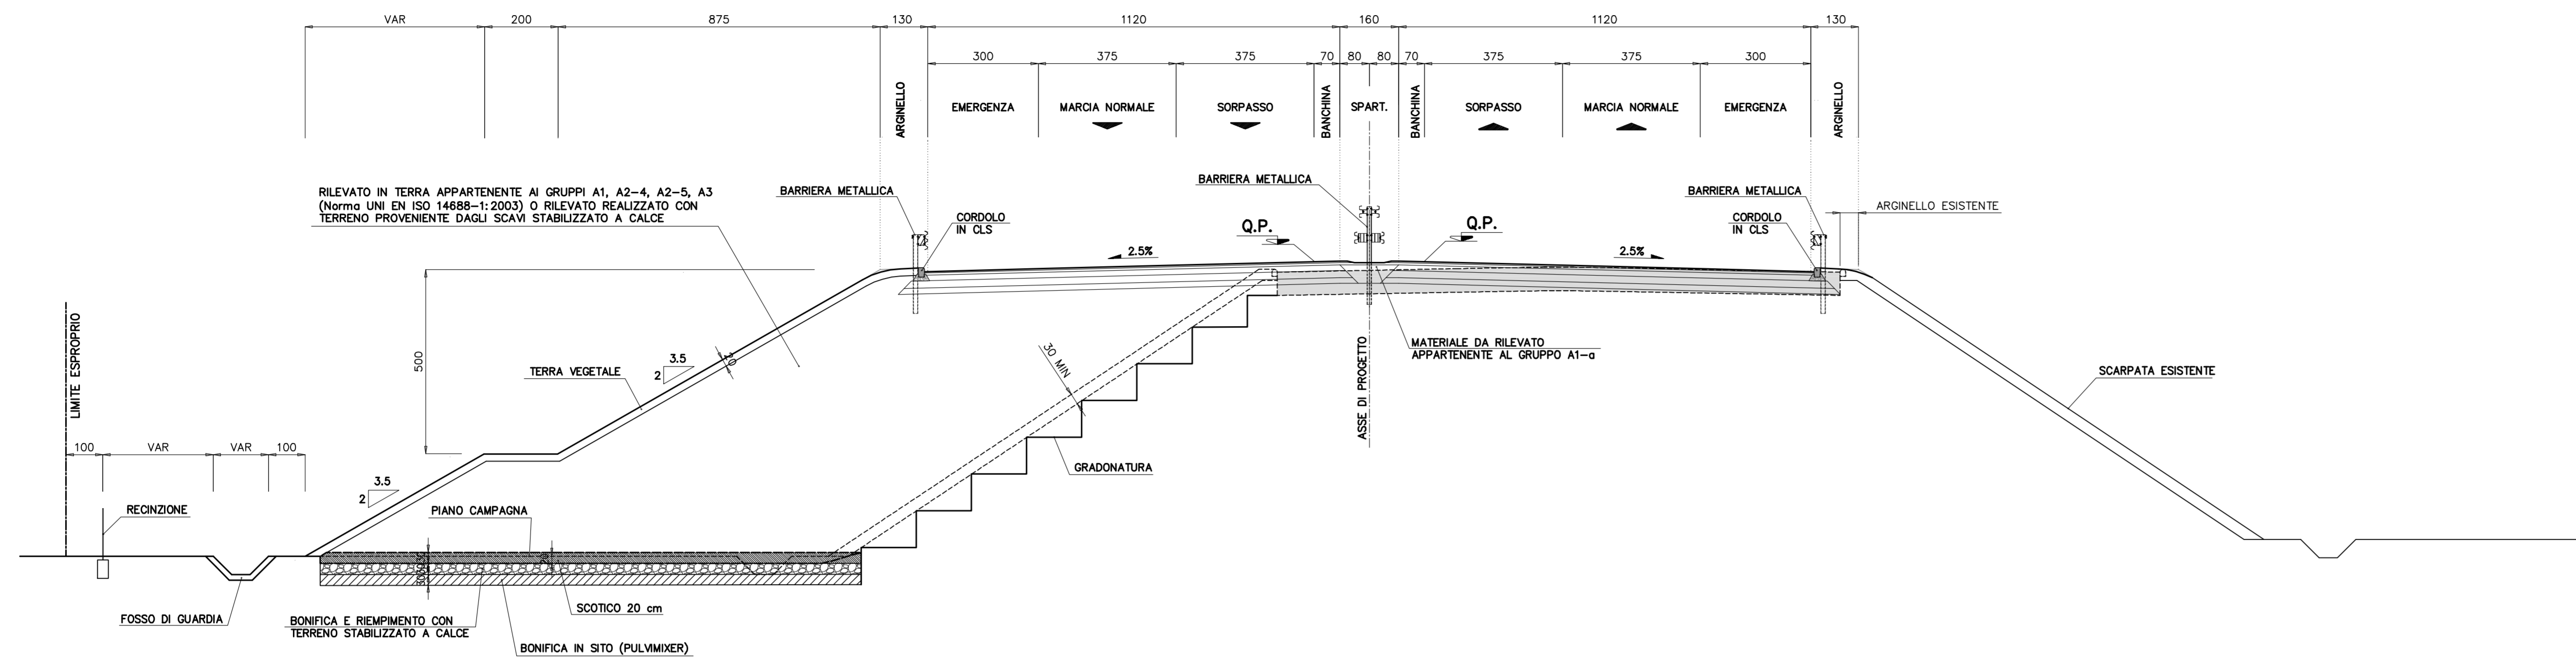 VAR 200 875 130 1120 160 1120 130
300 375 375 70 80 80 70 375 375 300
ARGINELLO
EMERGENZA
MARCIA NORMALE
SORPASSO
BANCHINA
SPART.
BANCHINA
SORPASSO
MARCIA NORMALE
EMERGENZA
ARGINELLO
RILEVATO IN TERRA APPARTENENTE AI GRUPPI A1, A2-4, A2-5, A3
(Norma UNI EN ISO 14688-1:2003) O RILEVATO REALIZZATO CON
TERRENO PROVENIENTE DAGLI SCAVI STABILIZZATO A CALCE
BARRIERA METALLICA
CORDOLO
IN CLS
BARRIERA METALLICA
Q.P.
Q.P.
BARRIERA METALLICA
CORDOLO
IN CLS
ARGINELLO ESISTENTE
2.5%
2.5%
LIMITE ESPROPRIO
500
TERRA VEGETALE
3.5
2
20
30 MIN
ASSE DI PROGETTO
MATERIALE DA RILEVATO
APPARTENENTE AL GRUPPO A1-a
SCARPATA ESISTENTE
100 VAR VAR 100
3.5
2
GRADONATURA
RECINZIONE
PIANO CAMPAGNA
20
30
30
FOSSO DI GUARDIA
SCOTICO 20 cm
BONIFICA E RIEMPIMENTO CON
TERRENO STABILIZZATO A CALCE
BONIFICA IN SITO (PULVIMIXER)